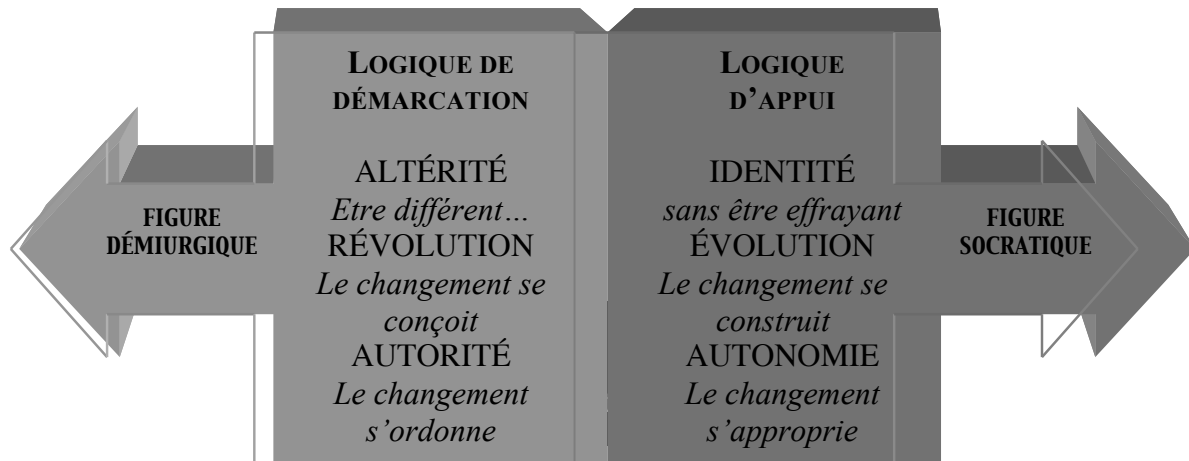 FIGURE
DÉMIURGIQUE
LOGIQUE DE
DÉMARCATION
ALTÉRITÉ
Etre différent…
RÉVOLUTION
Le changement se
conçoit
AUTORITÉ
Le changement
s’ordonne
LOGIQUE
D’APPUI
IDENTITÉ
sans être effrayant
ÉVOLUTION
Le changement se
construit
AUTONOMIE
Le changement
s’approprie
FIGURE
SOCRATIQUE